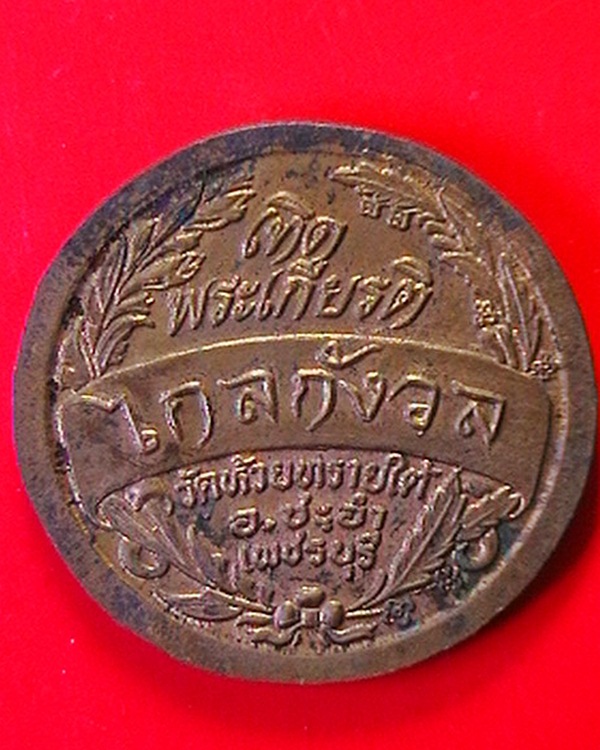 เทิด
พระเกียรติ
ไกลกังวล
วัดห้วยทรายใต้
อ.ชะอำ
เพชรบุรี